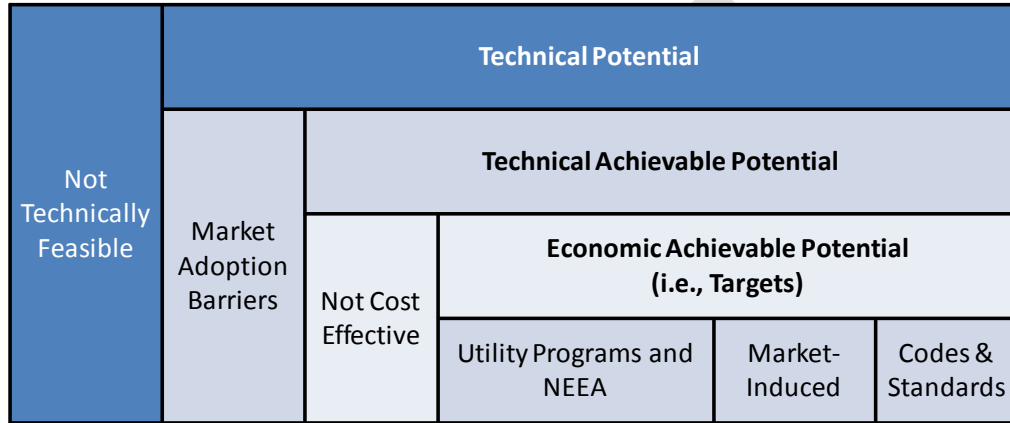 Technical Potential
Not
Technically
Feasible
Technical Achievable Potential
Market
Adoption
Barriers
Economic Achievable Potential
(i.e., Targets)
Not Cost
Effective
Utility Programs and
NEEA
Market-
Induced
Codes &
Standards